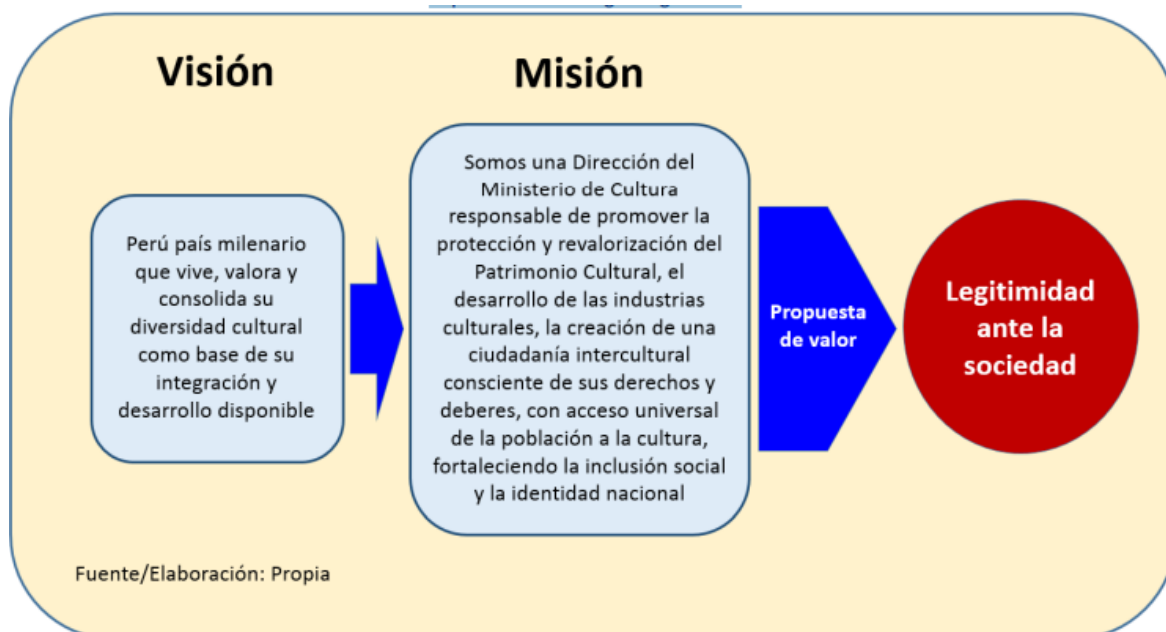 Visión
Perú país milenario
que vive, valora y
consolida su
diversidad cultural
como base de su
integración y
desarrollo disponible
Misión
Somos una Dirección del
Ministerio de Cultura
responsable de promover la
protección y revalorización del
Patrimonio Cultural, el
desarrollo de las industrias
culturales, la creación de una
ciudadanía intercultural
consciente de sus derechos y
deberes, con acceso universal
de la población a la cultura,
fortaleciendo la inclusión social
y la identidad nacional
Propuesta
de valor
Legitimidad
ante la
sociedad
Fuente/Elaboración: Propia